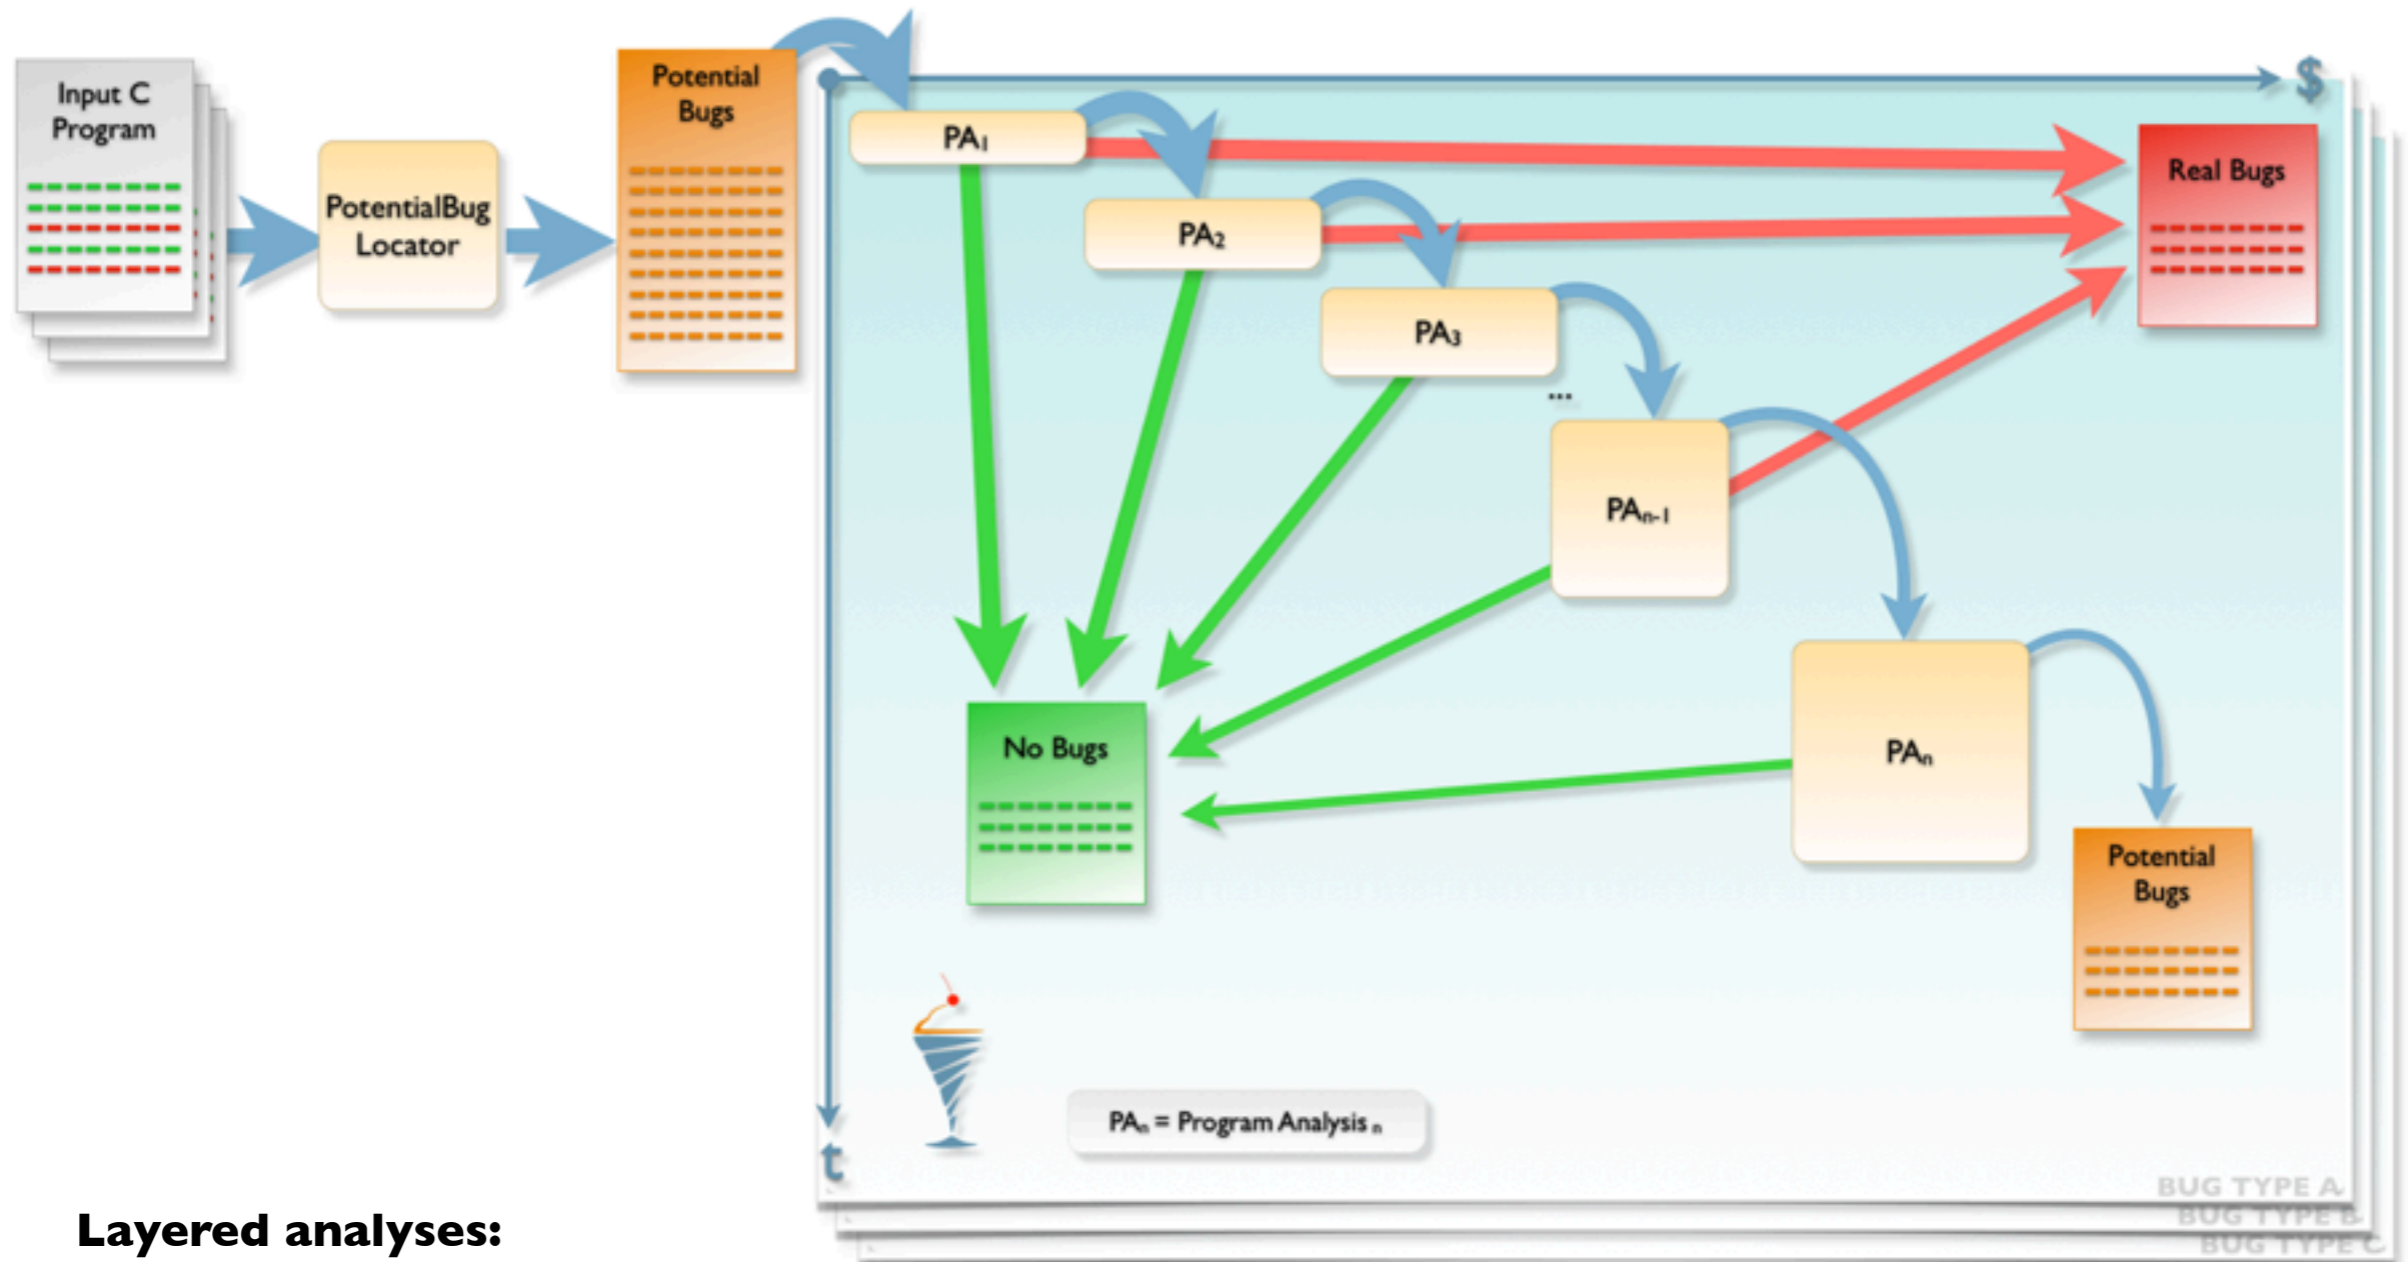 Input C
Program
PotentialBug
Locator
Potential
Bugs
$
PA₁
PA₂
PA₃
...
PAₙ₋₁
PAₙ
Real Bugs
No Bugs
Potential
Bugs
PAₙ = Program Analysis ₙ
t
BUG TYPE A
BUG TYPE B
BUG TYPE C
Layered analyses: